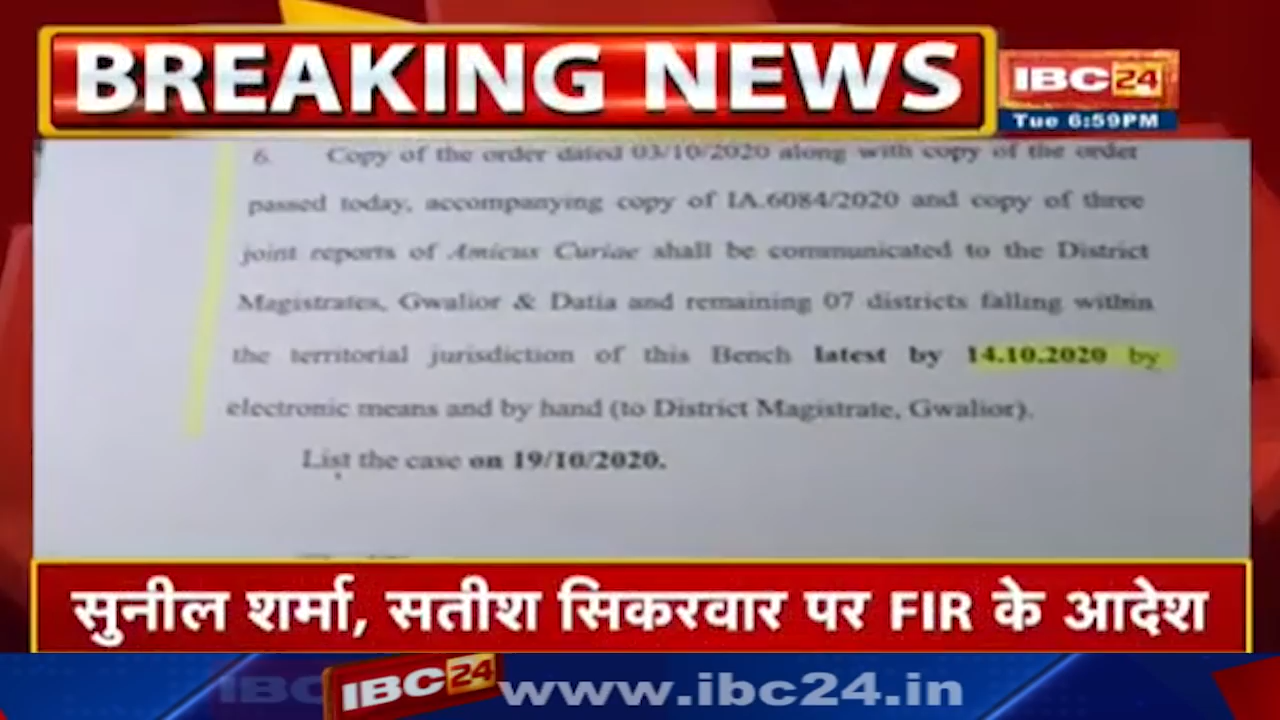 BREAKING NEWS
IBC24
Tue 6:59PM
6. Copy of the order dated 03/10/2020 along with copy of the order
passed today, accompanying copy of IA.6084/2020 and copy of three
joint reports of Amicus Curiae shall be communicated to the District
Magistrates, Gwalior & Datia and remaining 07 districts falling within
the territorial jurisdiction of this Bench latest by 14.10.2020 by
electronic means and by hand (to District Magistrate, Gwalior).
List the case on 19/10/2020.
सुनील शर्मा, सतीश सिकरवार पर FIR के आदेश
IBC24 www.ibc24.in